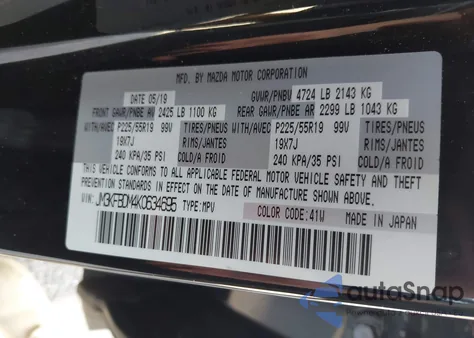 MFD. BY MAZDA MOTOR CORPORATION
DATE 05/19 GVWR/PNBV 4724 LB 2143 KG
FRONT GAWR/PNBE AV 2425 LB 1100 KG REAR GAWR/PNBE AR 2299 LB 1043 KG
WITH/AVEC P225/55R19 99V TIRES/PNEUS WITH/AVEC P225/55R19 99V TIRES/PNEUS
19X7J RIMS/JANTES 19X7J RIMS/JANTES
240 KPA/35 PSI COLD/A FROID 240 KPA/35 PSI COLD/A FROID
THIS VEHICLE CONFORMS TO ALL APPLICABLE FEDERAL MOTOR VEHICLE SAFETY AND THEFT
PREVENTION STANDARDS IN EFFECT ON THE DATE OF MANUFACTURE SHOWN ABOVE.
VIN: JM3KFBDM4K0634695 TYPE:MPV COLOR CODE:41W MADE IN JAPAN
autoSnap